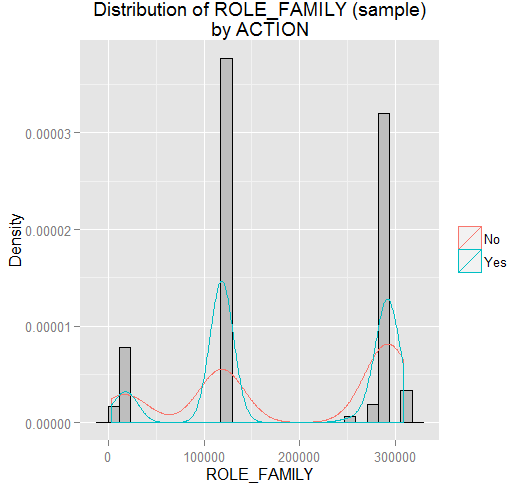 Distribution of ROLE_FAMILY (sample)
by ACTION
Density
0.00003
0.00002
0.00001
0.00000
0
100000
200000
300000
ROLE_FAMILY
No
Yes